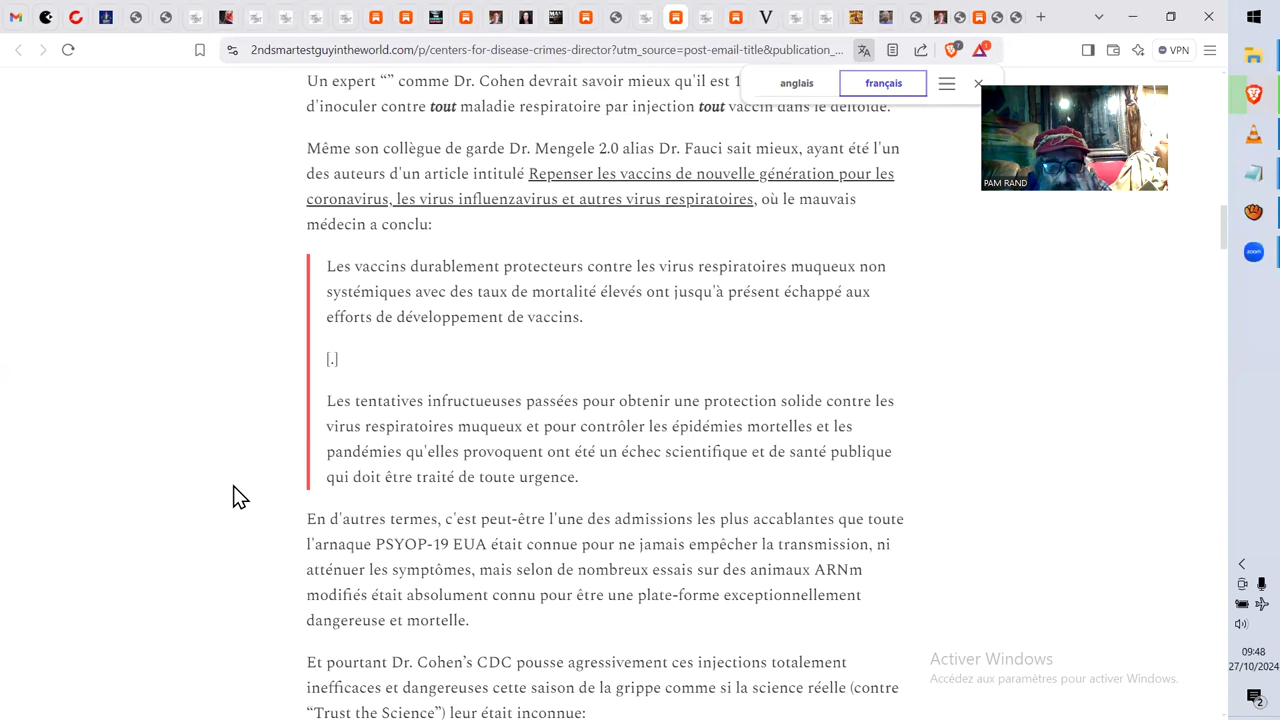 2ndsmartestguyintheworld.com/p/centers-for-disease-crimes-director?utm_source=post-email-title&publication_...
VPN
anglais
français
Un expert “” comme Dr. Cohen devrait savoir mieux qu'il est 1
d'inoculer contre tout maladie respiratoire par injection tout vaccin dans le deltoïde.
PAM RAND
Même son collègue de garde Dr. Mengele 2.0 alias Dr. Fauci sait mieux, ayant été l'un
des auteurs d'un article intitulé Repenser les vaccins de nouvelle génération pour les
coronavirus, les virus influenzavirus et autres virus respiratoires, où le mauvais
médecin a conclu:
Les vaccins durablement protecteurs contre les virus respiratoires muqueux non
systémiques avec des taux de mortalité élevés ont jusqu'à présent échappé aux
efforts de développement de vaccins.
[.]
Les tentatives infructueuses passées pour obtenir une protection solide contre les
virus respiratoires muqueux et pour contrôler les épidémies mortelles et les
pandémies qu'elles provoquent ont été un échec scientifique et de santé publique
qui doit être traité de toute urgence.
En d'autres termes, c'est peut-être l'une des admissions les plus accablantes que toute
l'arnaque PSYOP-19 EUA était connue pour ne jamais empêcher la transmission, ni
atténuer les symptômes, mais selon de nombreux essais sur des animaux ARNm
modifiés était absolument connu pour être une plate-forme exceptionnellement
dangereuse et mortelle.
Et pourtant Dr. Cohen’s CDC pousse agressivement ces injections totalement
inefficaces et dangereuses cette saison de la grippe comme si la science réelle (contre
“Trust the Science”) leur était inconnue:
Activer Windows
Accédez aux paramètres pour activer Windows.
zoom
09:48
27/10/2024
2